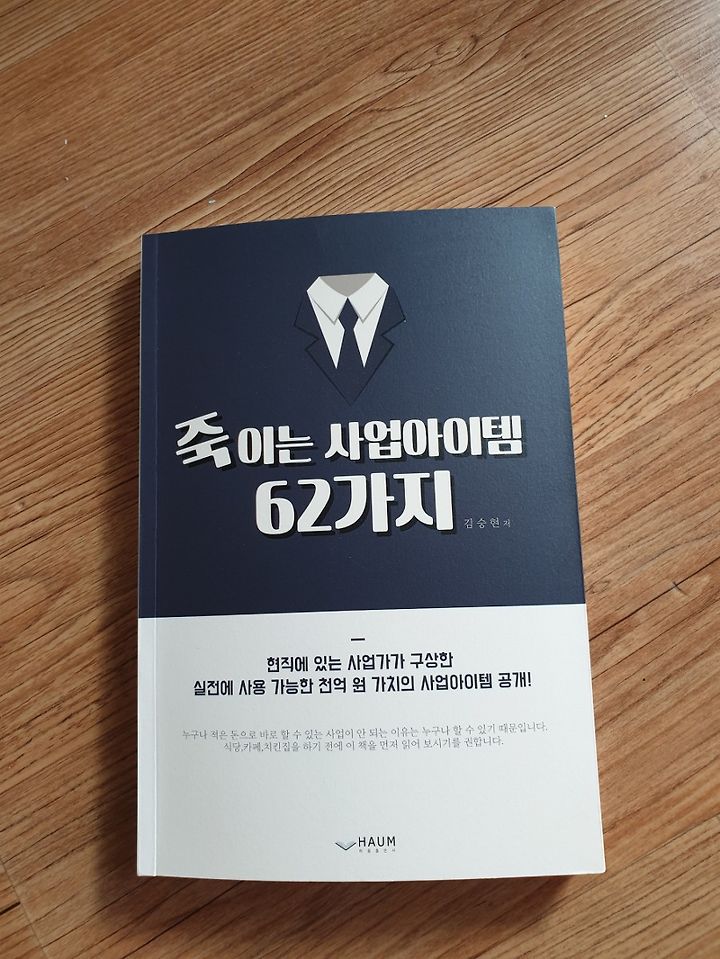 죽이는 사업아이템
62가지
김승현 저
현직에 있는 사업가가 구상한
실전에 사용 가능한 천억 원 가치의 사업아이템 공개!
누구나 적은 돈으로 바로 할 수 있는 사업이 안 되는 이유는 누구나 할 수 있기 때문입니다.
식당,카페,치킨집을 하기 전에 이 책을 먼저 읽어 보시기를 권합니다.
HAUM
하움출판사